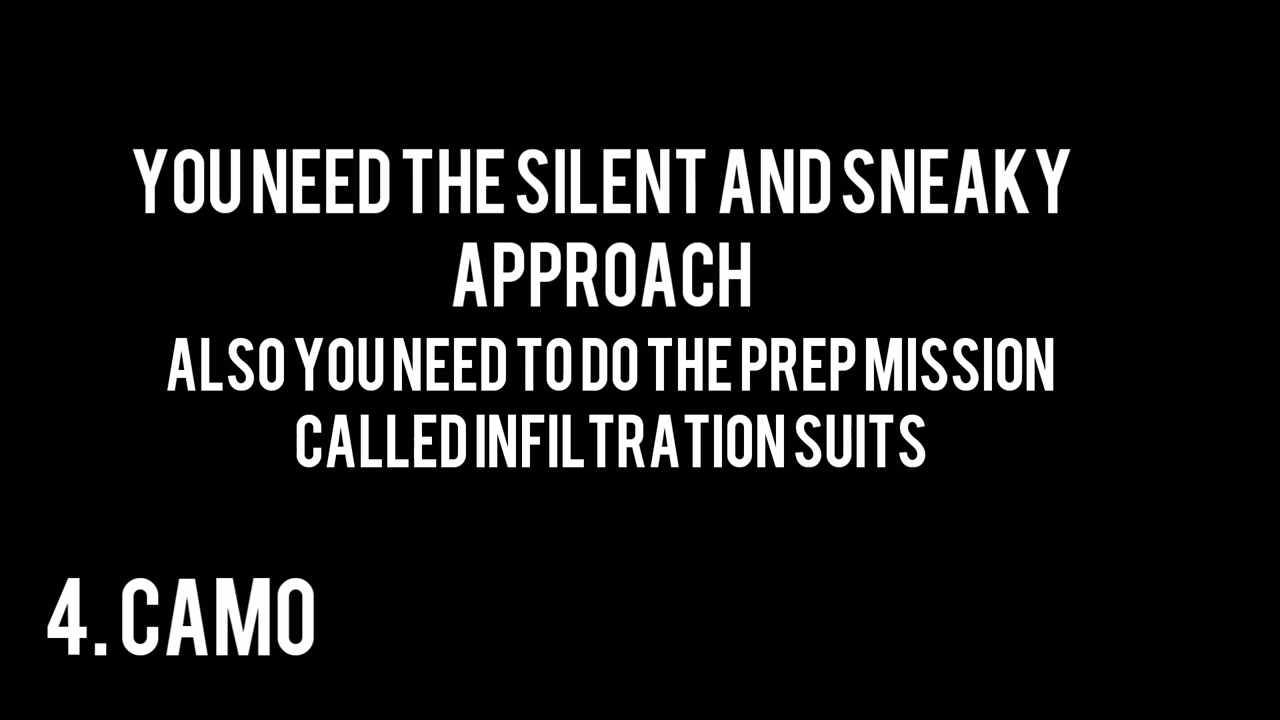 YOU NEED THE SILENT AND SNEAKY
APPROACH
ALSO YOU NEED TO DO THE PREP MISSION
CALLED INFILTRATION SUITS
4. CAMO